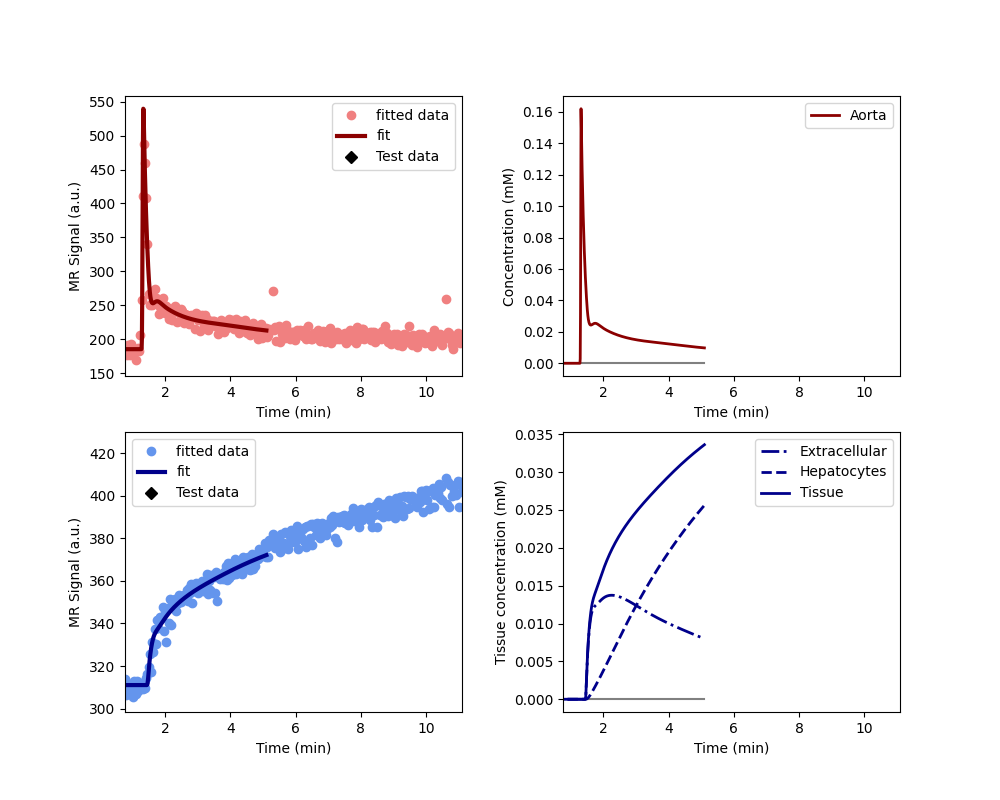 550
500
450
400
350
300
250
200
150
MR Signal (a.u.)
fitted data
fit
Test data
2
4
6
8
10
Time (min)
0.16
0.14
0.12
0.10
0.08
0.06
0.04
0.02
0.00
Concentration (mM)
Aorta
2
4
6
8
10
Time (min)
420
400
380
360
340
320
300
MR Signal (a.u.)
fitted data
fit
Test data
2
4
6
8
10
Time (min)
0.035
0.030
0.025
0.020
0.015
0.010
0.005
0.000
Tissue concentration (mM)
Extracellular
Hepatocytes
Tissue
2
4
6
8
10
Time (min)